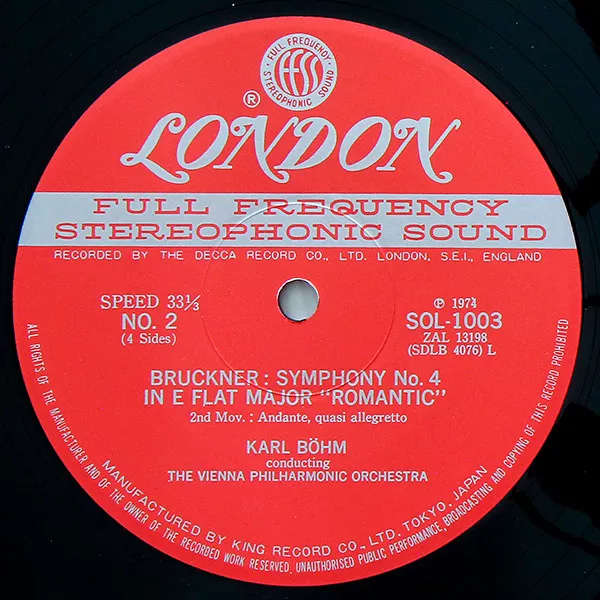 FULL FREQUENCY
ffss
STEREOPHONIC SOUND
®
LONDON
FULL FREQUENCY
STEREOPHONIC SOUND
RECORDED BY THE DECCA RECORD CO., LTD. LONDON, S.E.I., ENGLAND
SPEED 33⅓
NO. 2
(4 Sides)
℗ 1974
SOL-1003
ZAL 13198
(SDLB 4076) L
BRUCKNER : SYMPHONY No. 4
IN E FLAT MAJOR "ROMANTIC"
2nd Mov. : Andante, quasi allegretto
KARL BÖHM
conducting
THE VIENNA PHILHARMONIC ORCHESTRA
MANUFACTURED BY KING RECORD CO., LTD. TOKYO, JAPAN
ALL RIGHTS OF THE MANUFACTURER AND OF THE OWNER OF THE RECORDED WORK RESERVED. UNAUTHORISED PUBLIC PERFORMANCE, BROADCASTING AND COPYING OF THIS RECORD PROHIBITED